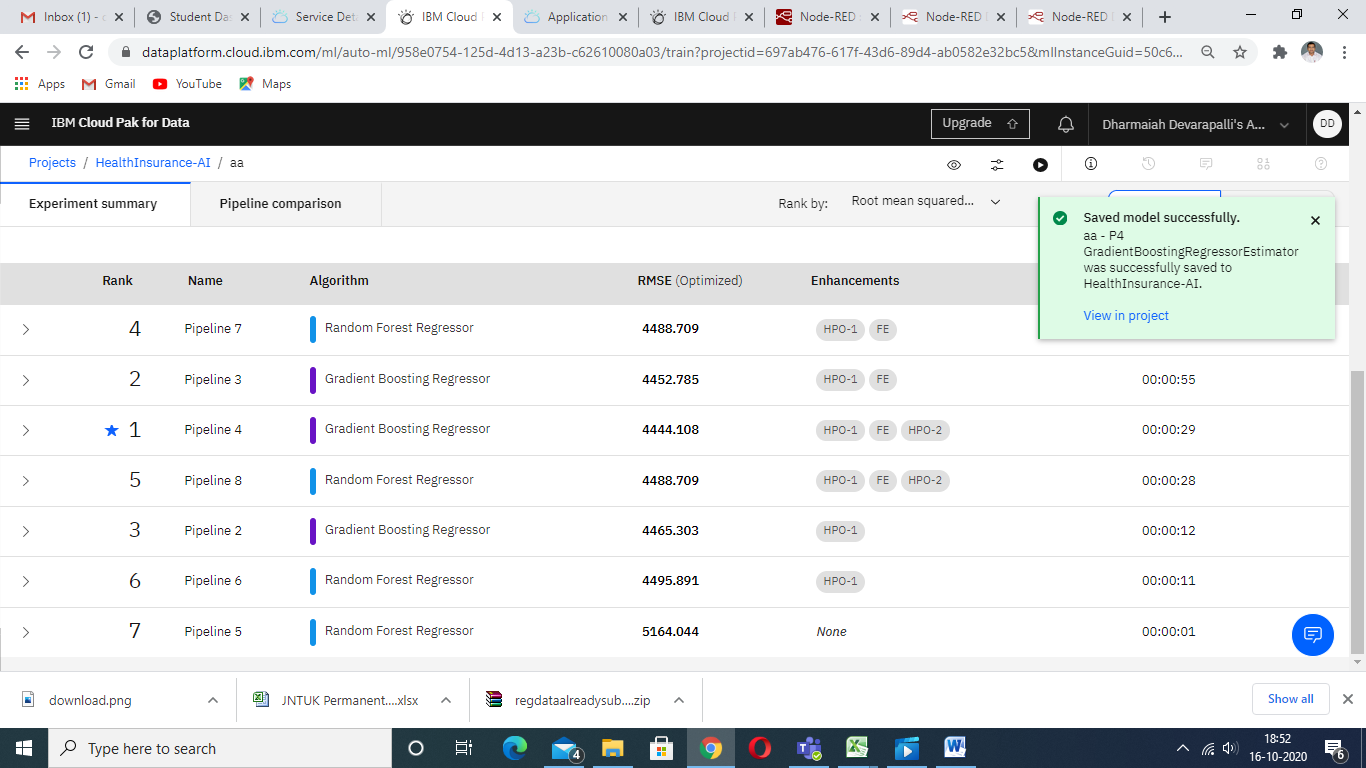 Inbox (1) - c
Student Das
Service Deta
IBM Cloud P
Application
IBM Cloud P
Node-RED S
Node-RED
Node-RED
dataplatform.cloud.ibm.com/ml/auto-ml/958e0754-125d-4d13-a23b-c62610080a03/train?projectid=697ab476-617f-43d6-89d4-ab0582e32bc5&mlInstanceGuid=50c6...
Apps
Gmail
YouTube
Maps
IBM Cloud Pak for Data
Upgrade
Dharmaiah Devarapalli's A...
DD
Projects / HealthInsurance-AI / aa
Experiment summary
Pipeline comparison
Rank by: Root mean squared...
Saved model successfully.
aa - P4
GradientBoostingRegressorEstimator
was successfully saved to
HealthInsurance-AI.
View in project
Rank Name Algorithm RMSE (Optimized) Enhancements
4 Pipeline 7 Random Forest Regressor 4488.709 HPO-1 FE
2 Pipeline 3 Gradient Boosting Regressor 4452.785 HPO-1 FE 00:00:55
1 Pipeline 4 Gradient Boosting Regressor 4444.108 HPO-1 FE HPO-2 00:00:29
5 Pipeline 8 Random Forest Regressor 4488.709 HPO-1 FE HPO-2 00:00:28
3 Pipeline 2 Gradient Boosting Regressor 4465.303 HPO-1 00:00:12
6 Pipeline 6 Random Forest Regressor 4495.891 HPO-1 00:00:11
7 Pipeline 5 Random Forest Regressor 5164.044 None 00:00:01
download.png
JNTUK Permanent....xlsx
regdataalreadysub....zip
Show all
Type here to search
4
18:52
16-10-2020
6